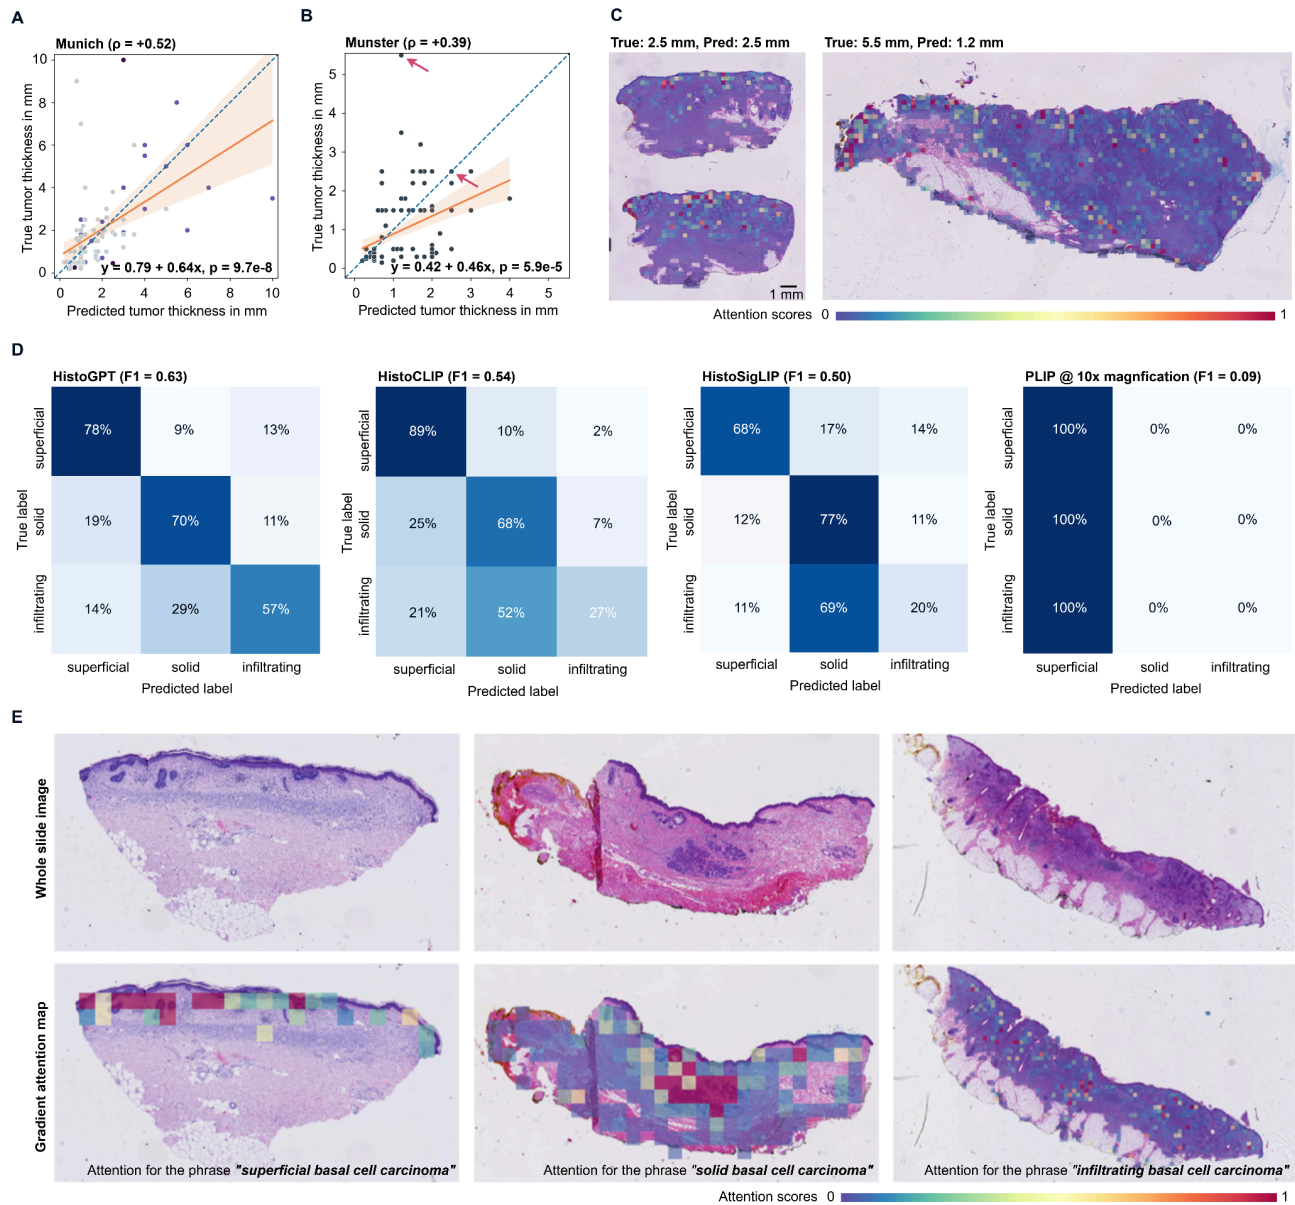 A
B
C
Munich (ρ = +0.52)
Munster (ρ = +0.39)
True: 2.5 mm, Pred: 2.5 mm
True: 5.5 mm, Pred: 1.2 mm
True tumor thickness in mm
10
8
6
4
2
0
y = 0.79 + 0.64x, p = 9.7e-8
0 2 4 6 8 10
Predicted tumor thickness in mm
True tumor thickness in mm
5
4
3
2
1
0
y = 0.42 + 0.46x, p = 5.9e-5
0 1 2 3 4 5
Predicted tumor thickness in mm
1 mm
Attention scores 0 1
D
HistoGPT (F1 = 0.63)
True label
superficial
solid
infiltrating
78% 9% 13%
19% 70% 11%
14% 29% 57%
superficial solid infiltrating
Predicted label
HistoCLIP (F1 = 0.54)
True label
superficial
solid
infiltrating
89% 10% 2%
25% 68% 7%
21% 52% 27%
superficial solid infiltrating
Predicted label
HistoSigLIP (F1 = 0.50)
True label
superficial
solid
infiltrating
68% 17% 14%
12% 77% 11%
11% 69% 20%
superficial solid infiltrating
Predicted label
PLIP @ 10x magnfication (F1 = 0.09)
True label
superficial
solid
infiltrating
100% 0% 0%
100% 0% 0%
100% 0% 0%
superficial solid infiltrating
Predicted label
E
Whole slide image
Gradient attention map
Attention for the phrase "superficial basal cell carcinoma"
Attention for the phrase "solid basal cell carcinoma"
Attention for the phrase "infiltrating basal cell carcinoma"
Attention scores 0 1